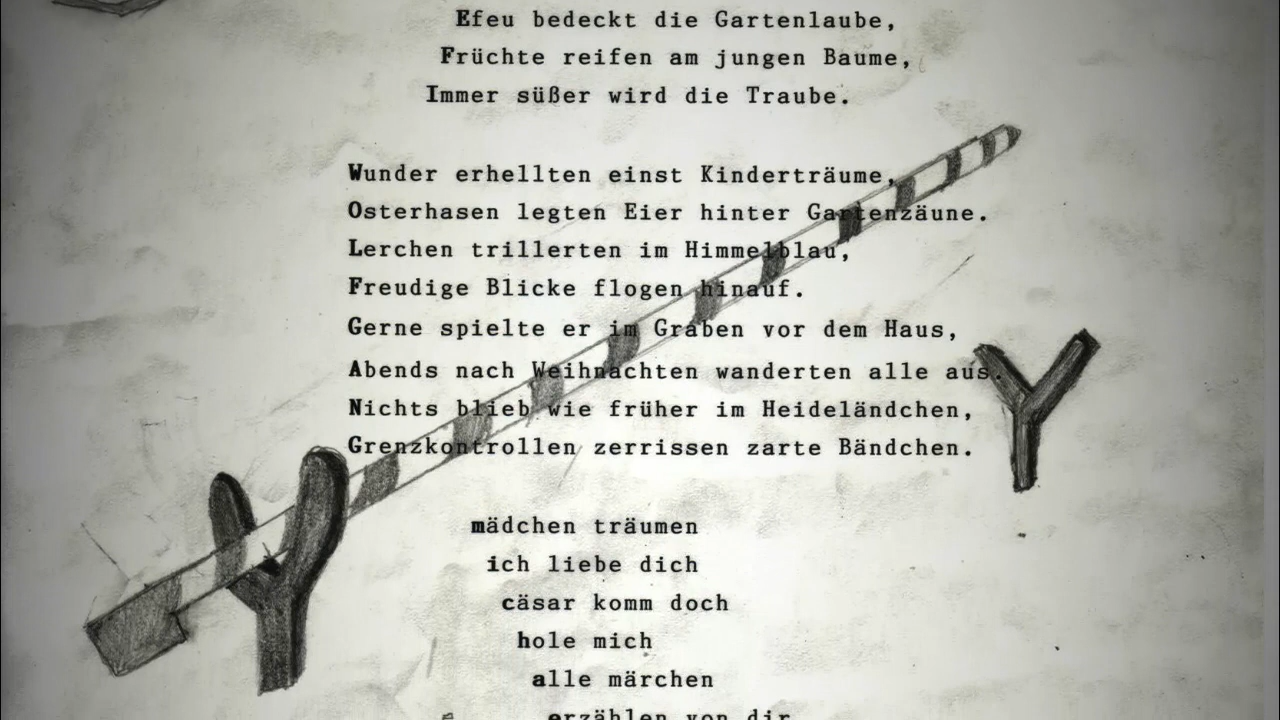 Efeu bedeckt die Gartenlaube,
Früchte reifen am jungen Baume,
Immer süßer wird die Traube.
Wunder erhellten einst Kinderträume,
Osterhasen legten Eier hinter Gartenzäune.
Lerchen trillerten im Himmelblau,
Freudige Blicke flogen hinauf.
Gerne spielte er im Graben vor dem Haus,
Abends nach Weihnachten wanderten alle aus.
Nichts blieb wie früher im Heideländchen,
Grenzkontrollen zerrissen zarte Bändchen.
mädchen träumen
ich liebe dich
cäsar komm doch
hole mich
alle märchen
erzählen von dir